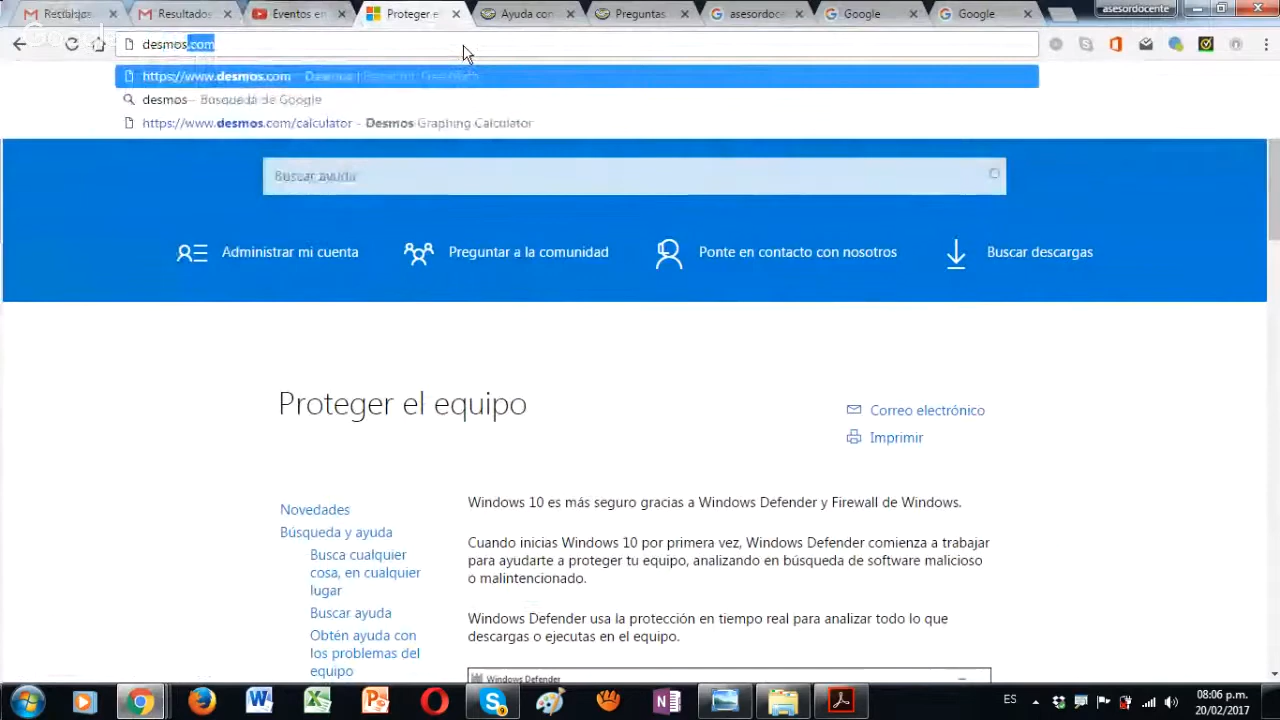 Resultados
Eventos en
Proteger e
Ayuda con
Preguntas
asesordoce
Google
Google
asesordocente
desmos.com
https://www.desmos.com
desmos – Búsqueda de Google
https://www.desmos.com/calculator – Desmos Graphing Calculator
Buscar ayuda
Administrar mi cuenta
Preguntar a la comunidad
Ponte en contacto con nosotros
Buscar descargas
Proteger el equipo
Correo electrónico
Imprimir
Novedades
Búsqueda y ayuda
Busca cualquier
cosa, en cualquier
lugar
Buscar ayuda
Obtén ayuda con
los problemas del
equipo
Windows 10 es más seguro gracias a Windows Defender y Firewall de Windows.
Cuando inicias Windows 10 por primera vez, Windows Defender comienza a trabajar
para ayudarte a proteger tu equipo, analizando en búsqueda de software malicioso
o malintencionado.
Windows Defender usa la protección en tiempo real para analizar todo lo que
descargas o ejecutas en el equipo.
Windows Defender
ES
08:06 p.m.
20/02/2017